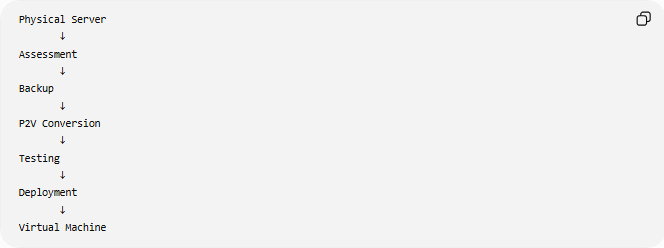 Physical Server
↓
Assessment
↓
Backup
↓
P2V Conversion
↓
Testing
↓
Deployment
↓
Virtual Machine